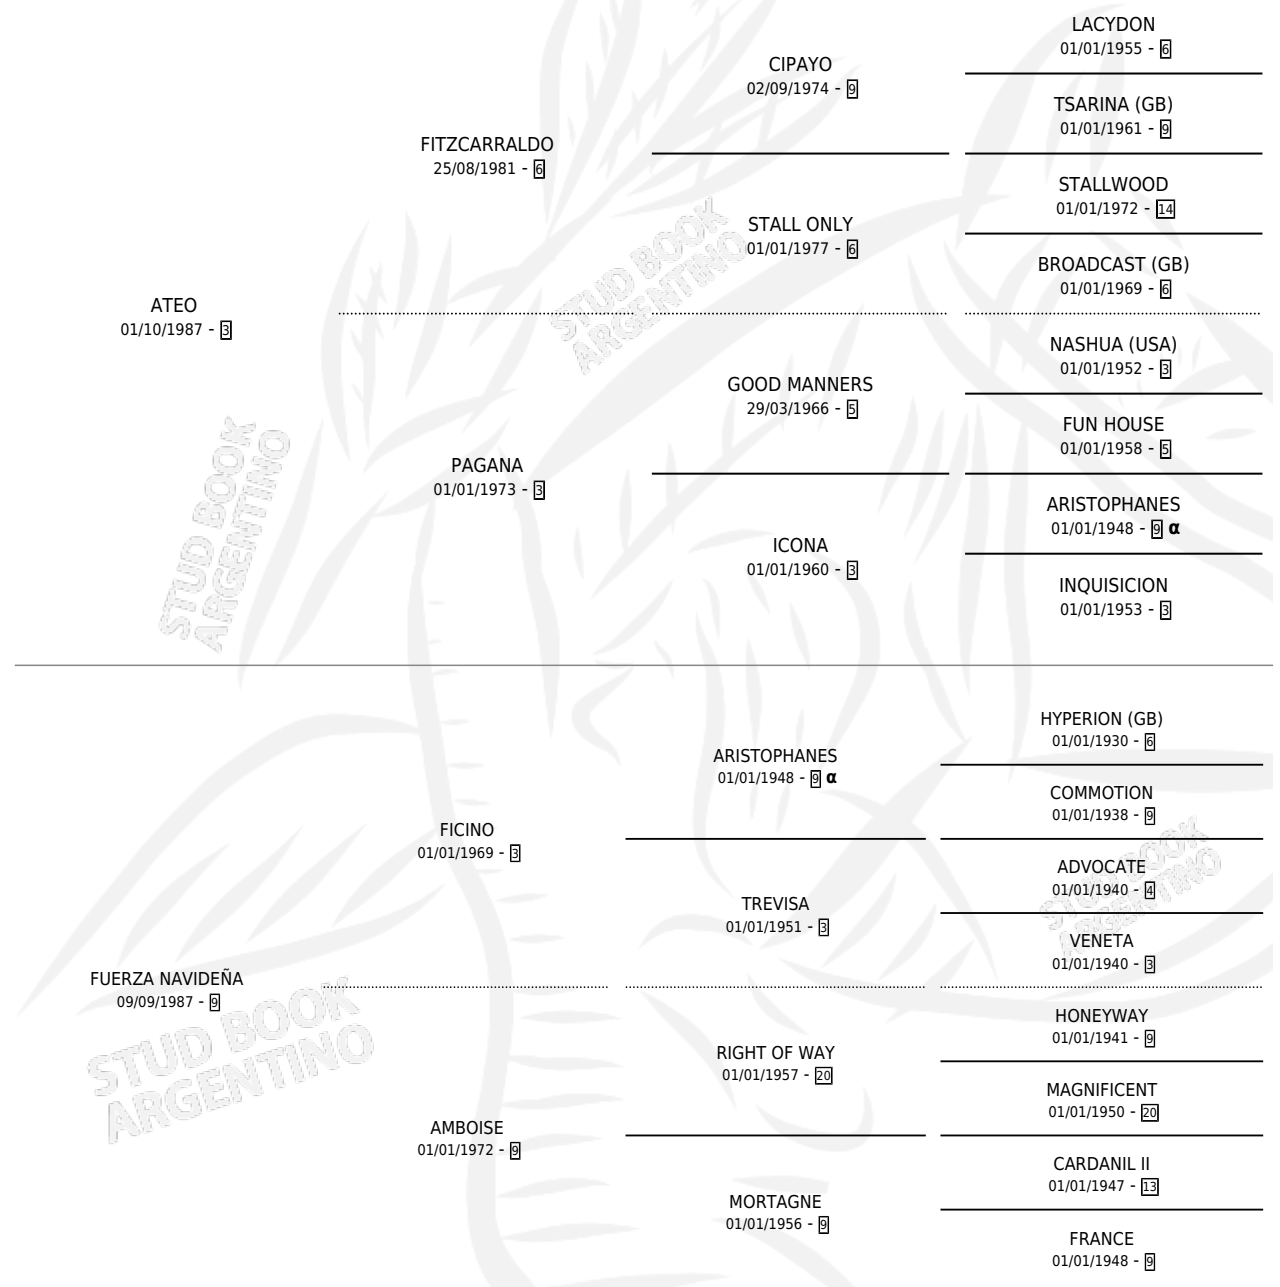 LACYDON
01/01/1955 - 6
CIPAYO
02/09/1974 - 9
TSARINA (GB)
01/01/1961 - 9
FITZCARRALDO
25/08/1981 - 6
STALLWOOD
01/01/1972 - 14
STALL ONLY
01/01/1977 - 6
BROADCAST (GB)
01/01/1969 - 6
ATEO
01/10/1987 - 3
NASHUA (USA)
01/01/1952 - 3
GOOD MANNERS
29/03/1966 - 5
FUN HOUSE
01/01/1958 - 5
PAGANA
01/01/1973 - 3
ARISTOPHANES
01/01/1948 - 9 α
ICONA
01/01/1960 - 3
INQUISICION
01/01/1953 - 3
HYPERION (GB)
01/01/1930 - 6
ARISTOPHANES
01/01/1948 - 9 α
COMMOTION
01/01/1938 - 9
FICINO
01/01/1969 - 3
ADVOCATE
01/01/1940 - 4
TREVISA
01/01/1951 - 3
VENETA
01/01/1940 - 3
FUERZA NAVIDEÑA
09/09/1987 - 9
HONEYWAY
01/01/1941 - 9
RIGHT OF WAY
01/01/1957 - 20
MAGNIFICENT
01/01/1950 - 20
AMBOISE
01/01/1972 - 9
CARDANIL II
01/01/1947 - 13
MORTAGNE
01/01/1956 - 9
FRANCE
01/01/1948 - 9
STUD BOOK
ARGENTINO
STUD BOOK
ARGENTINO
STUD BOOK
ARGENTINO
STUD BOOK
ARGENTINO